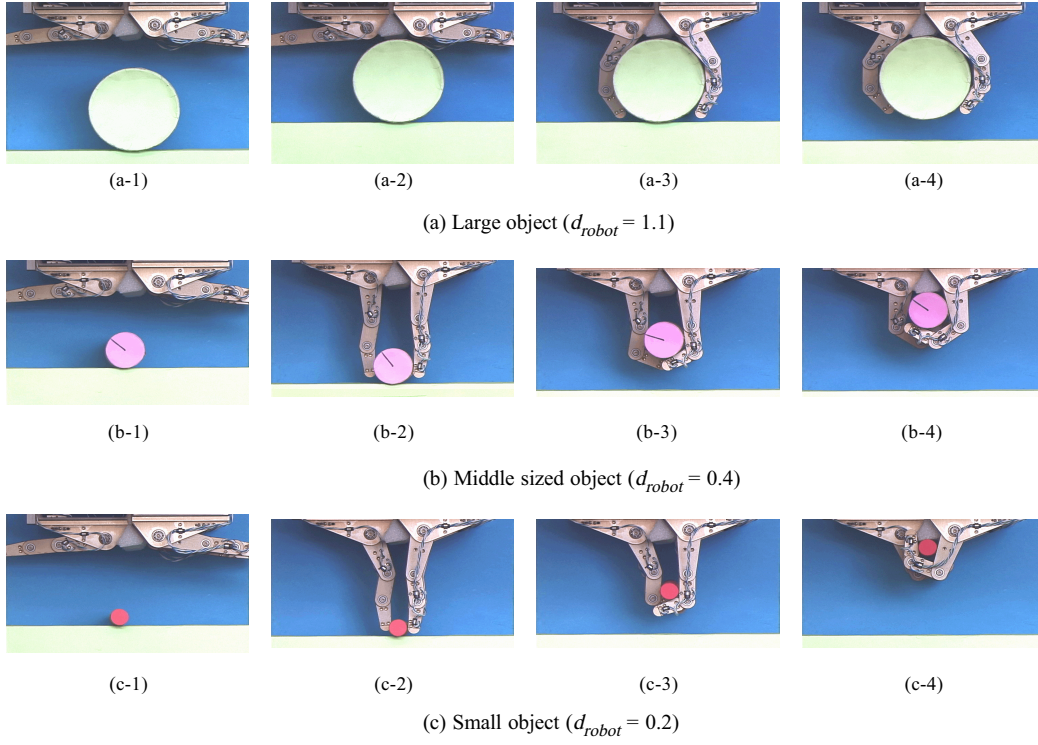 (a-1) (a-2) (a-3) (a-4)
(a) Large object (d_robot = 1.1)
(b-1) (b-2) (b-3) (b-4)
(b) Middle sized object (d_robot = 0.4)
(c-1) (c-2) (c-3) (c-4)
(c) Small object (d_robot = 0.2)